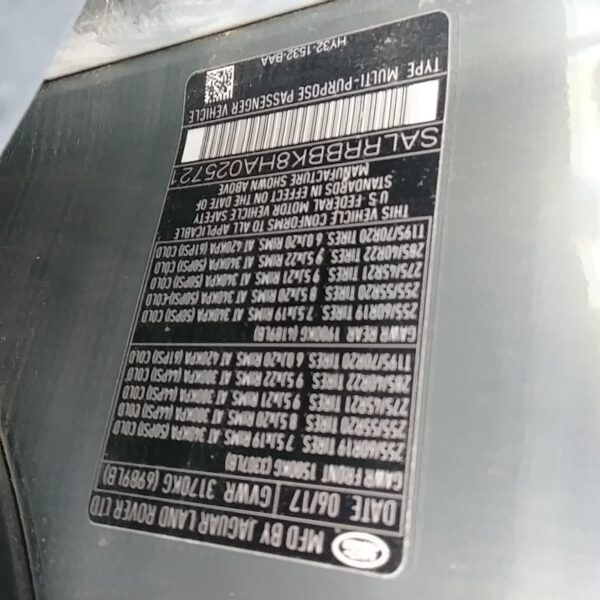 MFD BY JAGUAR LAND ROVER LTD
DATE 06/17 GVWR 3170KG (6989LB)
GAWR FRONT 1500KG (3307LB)
255/60R19 TIRES, 7.5Jx19 RIMS AT 340KPA (50PSI) COLD
255/55R20 TIRES, 8.5Jx20 RIMS AT 300KPA (44PSI) COLD
275/45R21 TIRES, 9.5Jx21 RIMS AT 300KPA (44PSI) COLD
285/40R22 TIRES, 9.5Jx22 RIMS AT 300KPA (44PSI) COLD
T195/70R20 TIRES 6.0Jx20 RIMS AT 420KPA (61PSI) COLD
GAWR REAR 1900KG
255/60R19 TIRES, 7.5Jx19 RIMS AT 340KPA (50PSI) COLD
255/55R20 TIRES, 8.5Jx20 RIMS AT 340KPA (50PSI) COLD
275/45R21 TIRES, 9.5Jx21 RIMS AT 340KPA (50PSI) COLD
285/40R22 TIRES, 9.5Jx22 RIMS AT 340KPA (50PSI) COLD
T195/70R20 TIRES 6.0Jx20 RIMS AT 420KPA (61PSI) COLD
THIS VEHICLE CONFORMS TO ALL APPLICABLE
U.S. FEDERAL MOTOR VEHICLE SAFETY
STANDARDS IN EFFECT ON THE DATE OF
MANUFACTURE SHOWN ABOVE
SALRRBBK8HA025721
TYPE MULTI-PURPOSE PASSENGER VEHICLE
HY32-1532-BAA